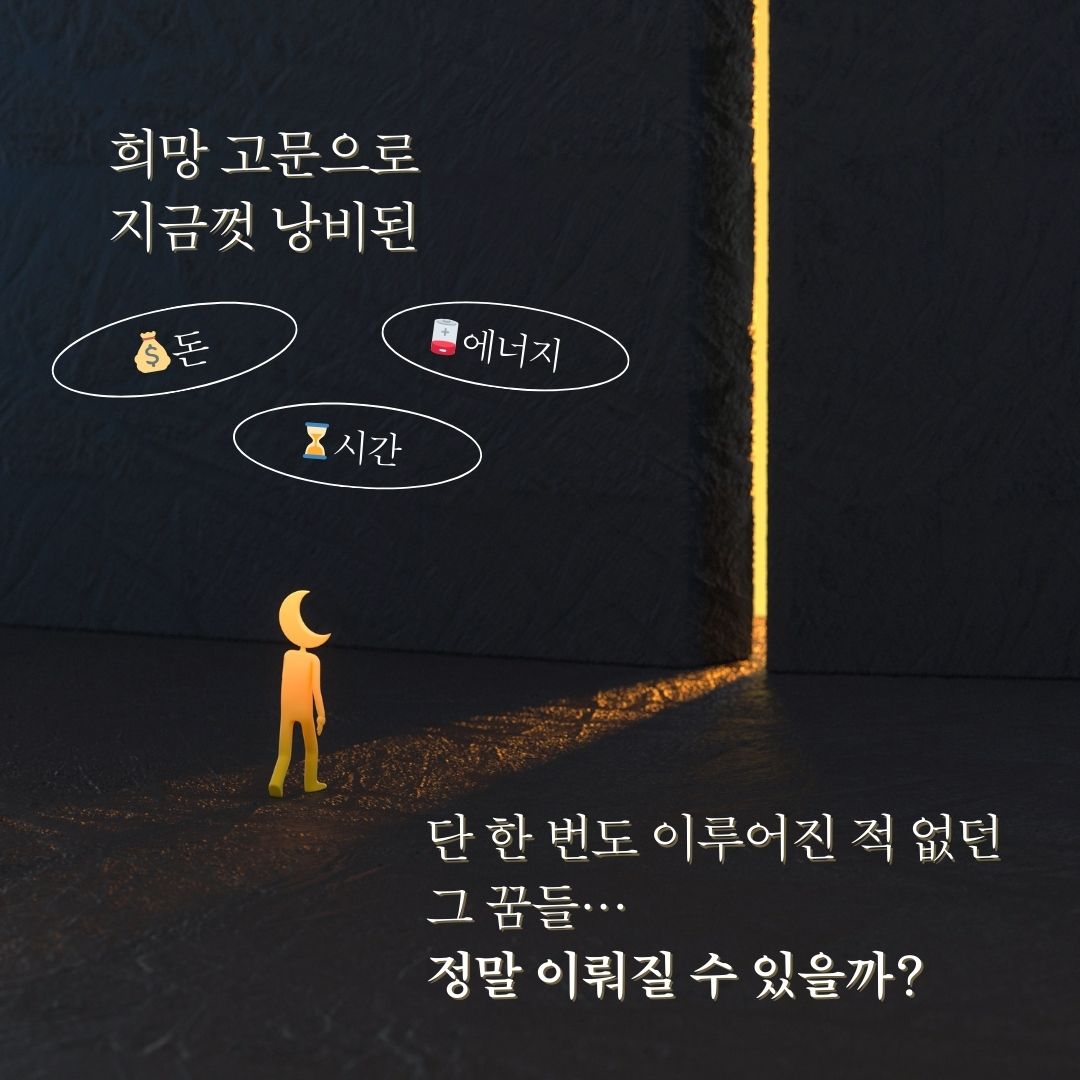 희망 고문으로
지금껏 낭비된
돈
에너지
시간
단 한 번도 이루어진 적 없던
그 꿈들…
정말 이뤄질 수 있을까?